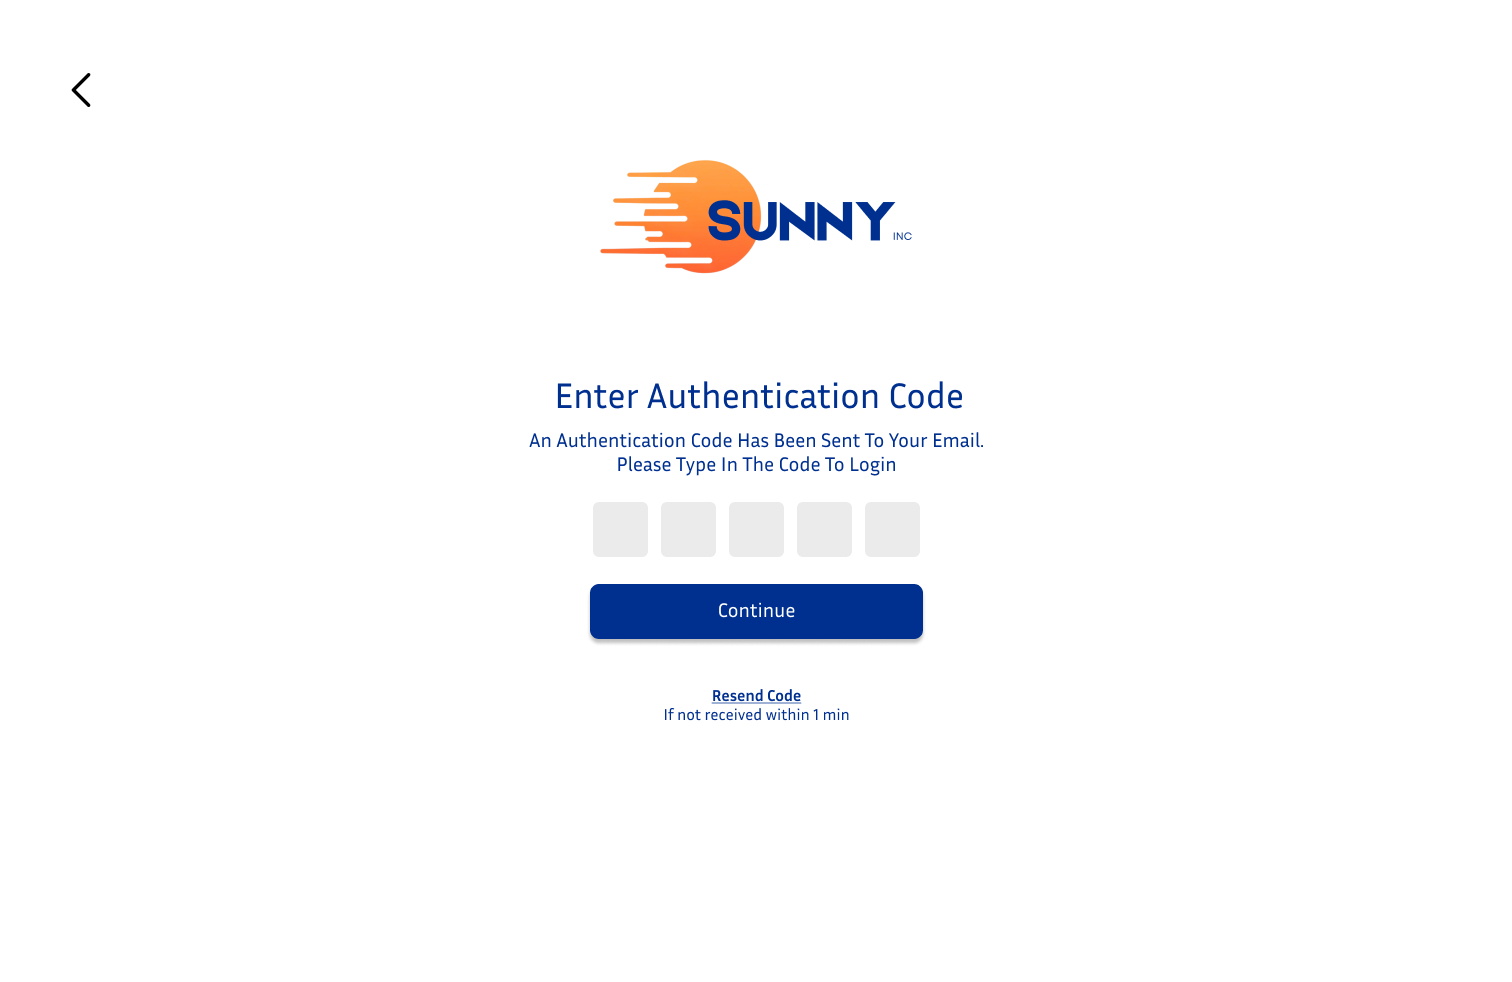 SUNNY
INC
Enter Authentication Code
An Authentication Code Has Been Sent To Your Email.
Please Type In The Code To Login
Continue
Resend Code
If not received within 1 min